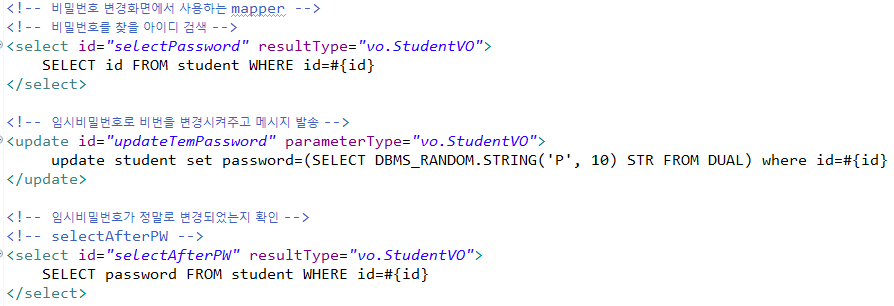 <!-- 비밀번호 변경화면에서 사용하는 mapper -->
<!-- 비밀번호를 찾을 아이디 검색 -->
<select id="selectPassword" resultType="vo.StudentVO">
SELECT id FROM student WHERE id=#{id}
</select>
<!-- 임시비밀번호로 비번을 변경시켜주고 메시지 발송 -->
<update id="updateTemPassword" parameterType="vo.StudentVO">
update student set password=(SELECT DBMS_RANDOM.STRING('P', 10) STR FROM DUAL) where id=#{id}
</update>
<!-- 임시비밀번호가 정말로 변경되었는지 확인 -->
<!-- selectAfterPW -->
<select id="selectAfterPW" resultType="vo.StudentVO">
SELECT password FROM student WHERE id=#{id}
</select>